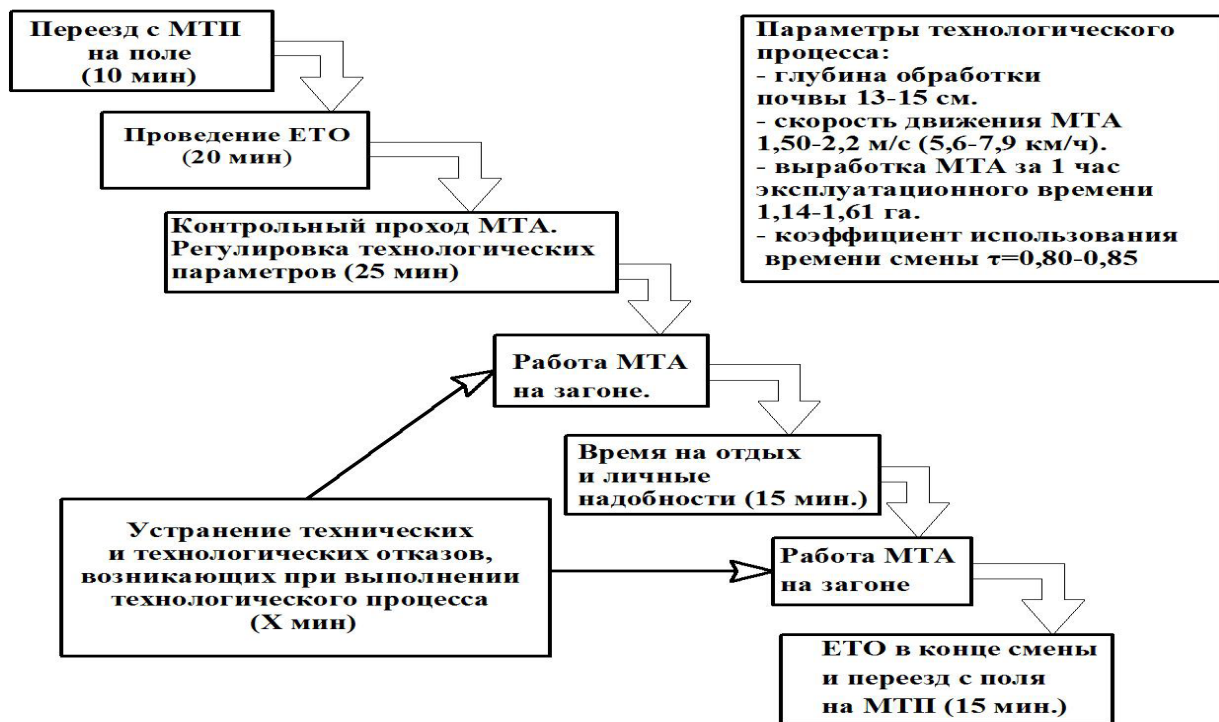 Переезд с МТП
на поле
(10 мин)
Параметры технологического
процесса:
- глубина обработки
почвы 13-15 см.
- скорость движения МТА
1,50-2,2 м/с (5,6-7,9 км/ч).
- выработка МТА за 1 час
эксплуатационного времени
1,14-1,61 га.
- коэффициент использования
времени смены τ=0,80-0,85
Проведение ЕТО
(20 мин)
Контрольный проход МТА.
Регулировка технологических
параметров (25 мин)
Работа МТА
на загоне.
Время на отдых
и личные
надобности (15 мин.)
Устранение технических
и технологических отказов,
возникающих при выполнении
технологического процесса
(X мин)
Работа МТА
на загоне
ЕТО в конце смены
и переезд с поля
на МТП (15 мин.)